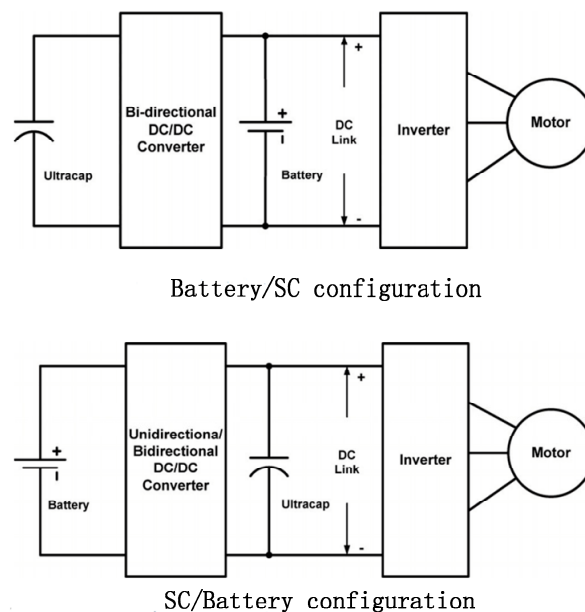 Bi-directional
DC/DC
Converter
Ultracap
+
Battery
+
DC
Link
-
Inverter
Motor
Battery/SC configuration
+
Battery
Unidirectiona/
Bidirectional
DC/DC
Converter
Ultracap
+
DC
Link
-
Inverter
Motor
SC/Battery configuration